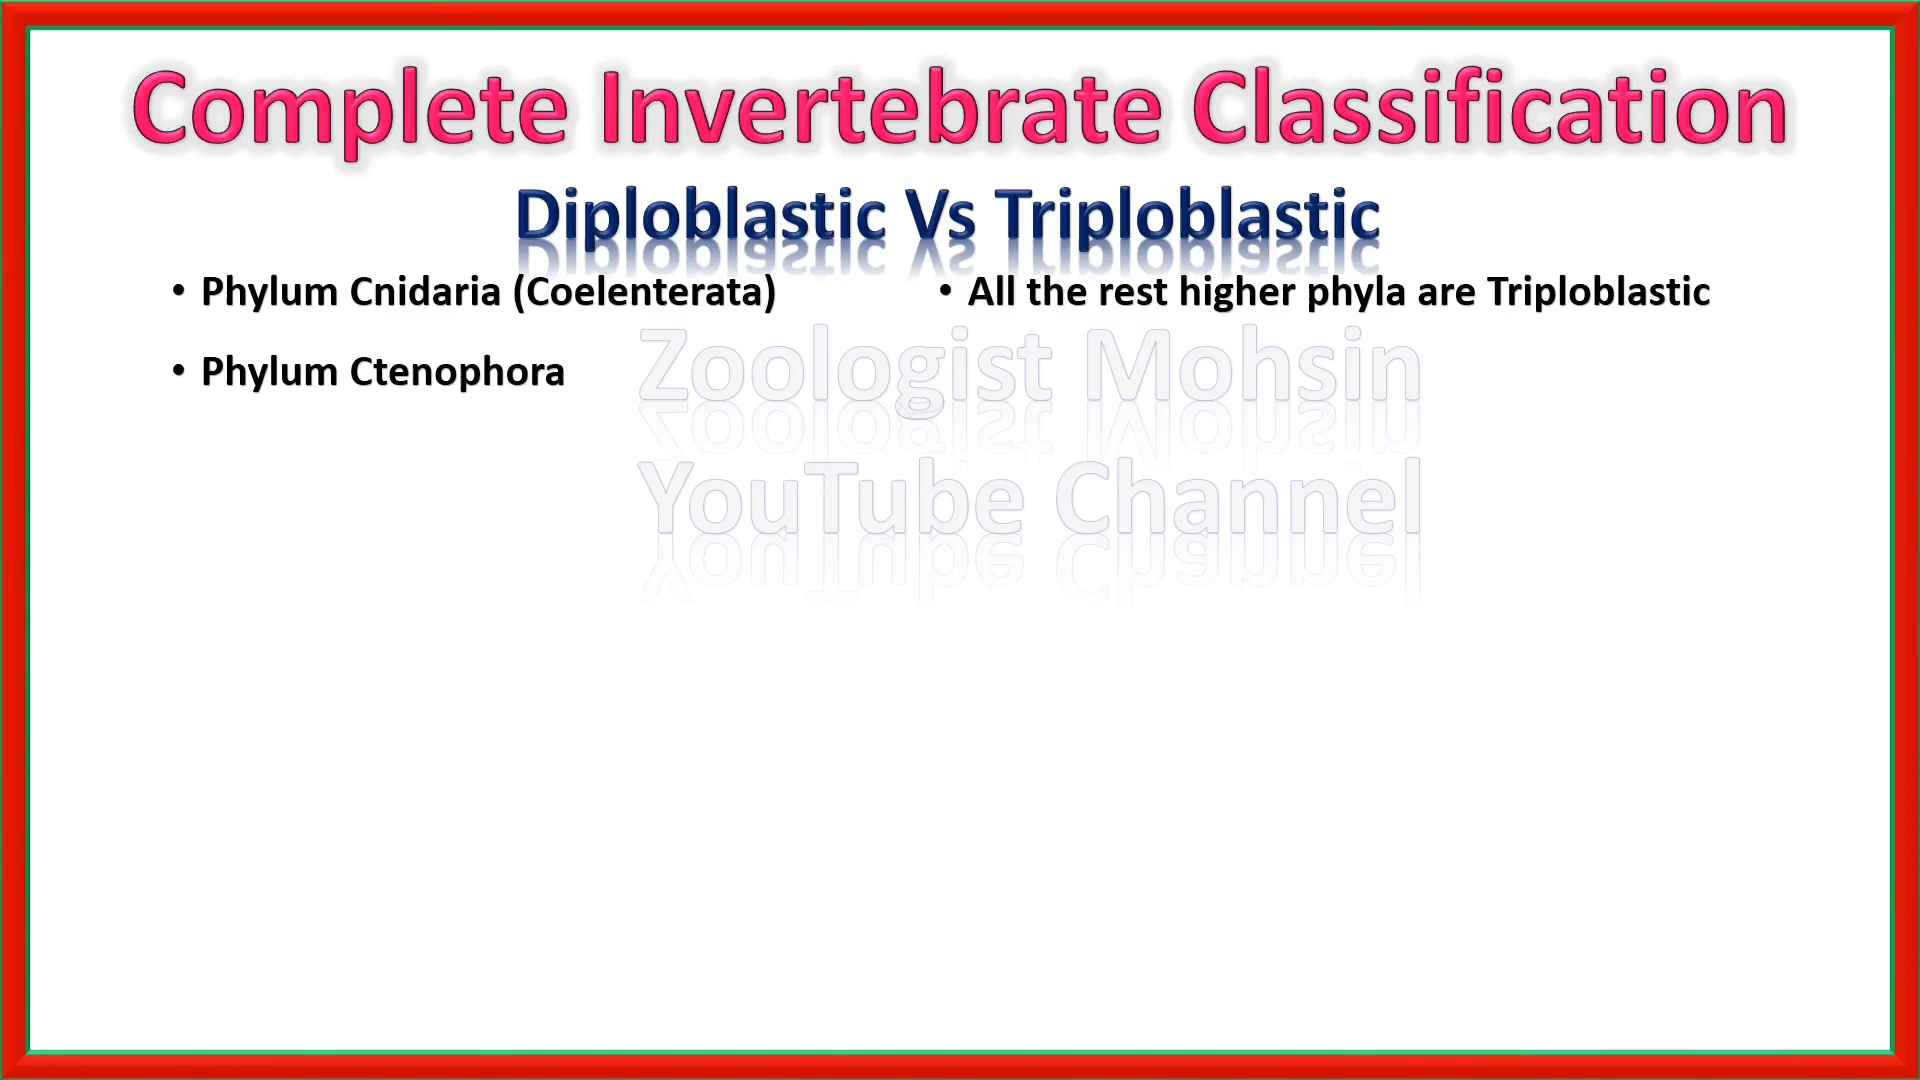 Complete Invertebrate Classification
Diploblastic Vs Triploblastic
• Phylum Cnidaria (Coelenterata)
• Phylum Ctenophora
• All the rest higher phyla are Triploblastic
Zoologist Mohsin
YouTube Channel